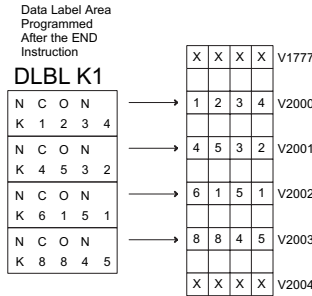 Data Label Area
Programmed
After the END
Instruction
DLBL K1
N C O N
K 1 2 3 4
N C O N
K 4 5 3 2
N C O N
K 6 1 5 1
N C O N
K 8 8 4 5
X X X X V1777
1 2 3 4 V2000
4 5 3 2 V2001
6 1 5 1 V2002
8 8 4 5 V2003
X X X X V2004